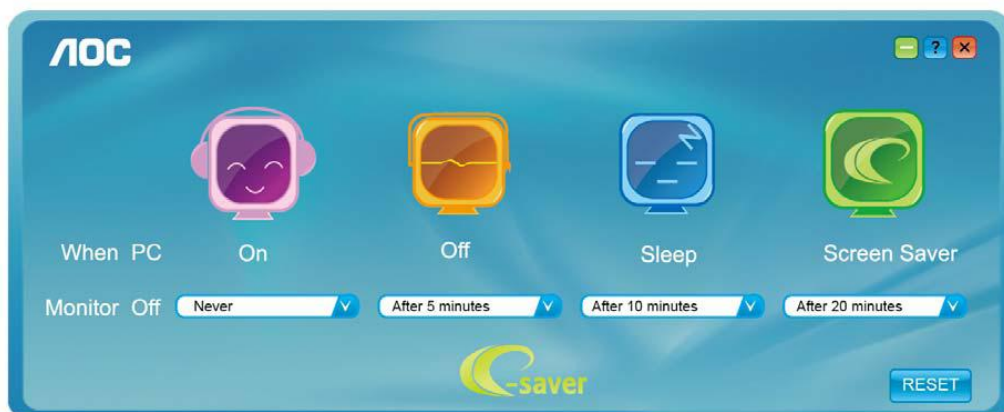 AOC
?
When PC On Off Sleep Screen Saver
Monitor Off Never After 5 minutes After 10 minutes After 20 minutes
e-saver
RESET